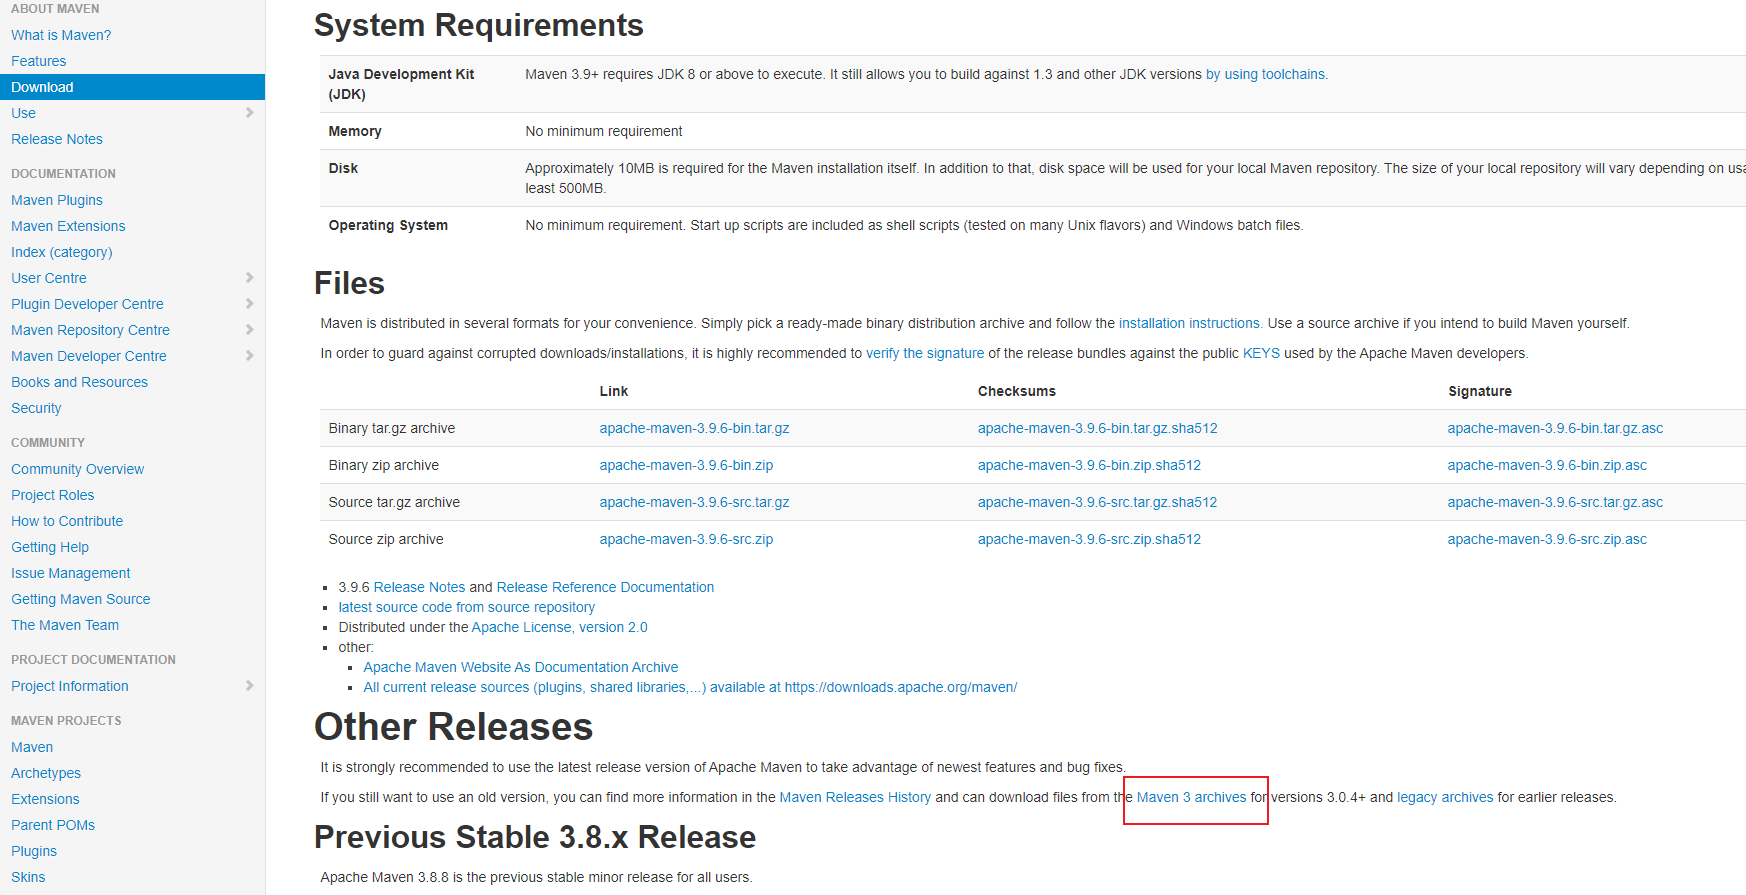 ABOUT MAVEN
What is Maven?
Features
Download
Use
Release Notes
DOCUMENTATION
Maven Plugins
Maven Extensions
Index (category)
User Centre
Plugin Developer Centre
Maven Repository Centre
Maven Developer Centre
Books and Resources
Security
COMMUNITY
Community Overview
Project Roles
How to Contribute
Getting Help
Issue Management
Getting Maven Source
The Maven Team
PROJECT DOCUMENTATION
Project Information
MAVEN PROJECTS
Maven
Archetypes
Extensions
Parent POMs
Plugins
Skins
System Requirements
Java Development Kit (JDK) Maven 3.9+ requires JDK 8 or above to execute. It still allows you to build against 1.3 and other JDK versions by using toolchains.
Memory No minimum requirement
Disk Approximately 10MB is required for the Maven installation itself. In addition to that, disk space will be used for your local Maven repository. The size of your local repository will vary depending on usa
least 500MB.
Operating System No minimum requirement. Start up scripts are included as shell scripts (tested on many Unix flavors) and Windows batch files.
Files
Maven is distributed in several formats for your convenience. Simply pick a ready-made binary distribution archive and follow the installation instructions. Use a source archive if you intend to build Maven yourself.
In order to guard against corrupted downloads/installations, it is highly recommended to verify the signature of the release bundles against the public KEYS used by the Apache Maven developers.
Link Checksums Signature
Binary tar.gz archive apache-maven-3.9.6-bin.tar.gz apache-maven-3.9.6-bin.tar.gz.sha512 apache-maven-3.9.6-bin.tar.gz.asc
Binary zip archive apache-maven-3.9.6-bin.zip apache-maven-3.9.6-bin.zip.sha512 apache-maven-3.9.6-bin.zip.asc
Source tar.gz archive apache-maven-3.9.6-src.tar.gz apache-maven-3.9.6-src.tar.gz.sha512 apache-maven-3.9.6-src.tar.gz.asc
Source zip archive apache-maven-3.9.6-src.zip apache-maven-3.9.6-src.zip.sha512 apache-maven-3.9.6-src.zip.asc
3.9.6 Release Notes and Release Reference Documentation
latest source code from source repository
Distributed under the Apache License, version 2.0
other:
Apache Maven Website As Documentation Archive
All current release sources (plugins, shared libraries,...) available at https://downloads.apache.org/maven/
Other Releases
It is strongly recommended to use the latest release version of Apache Maven to take advantage of newest features and bug fixes.
If you still want to use an old version, you can find more information in the Maven Releases History and can download files from the Maven 3 archives for versions 3.0.4+ and legacy archives for earlier releases.
Previous Stable 3.8.x Release
Apache Maven 3.8.8 is the previous stable minor release for all users.